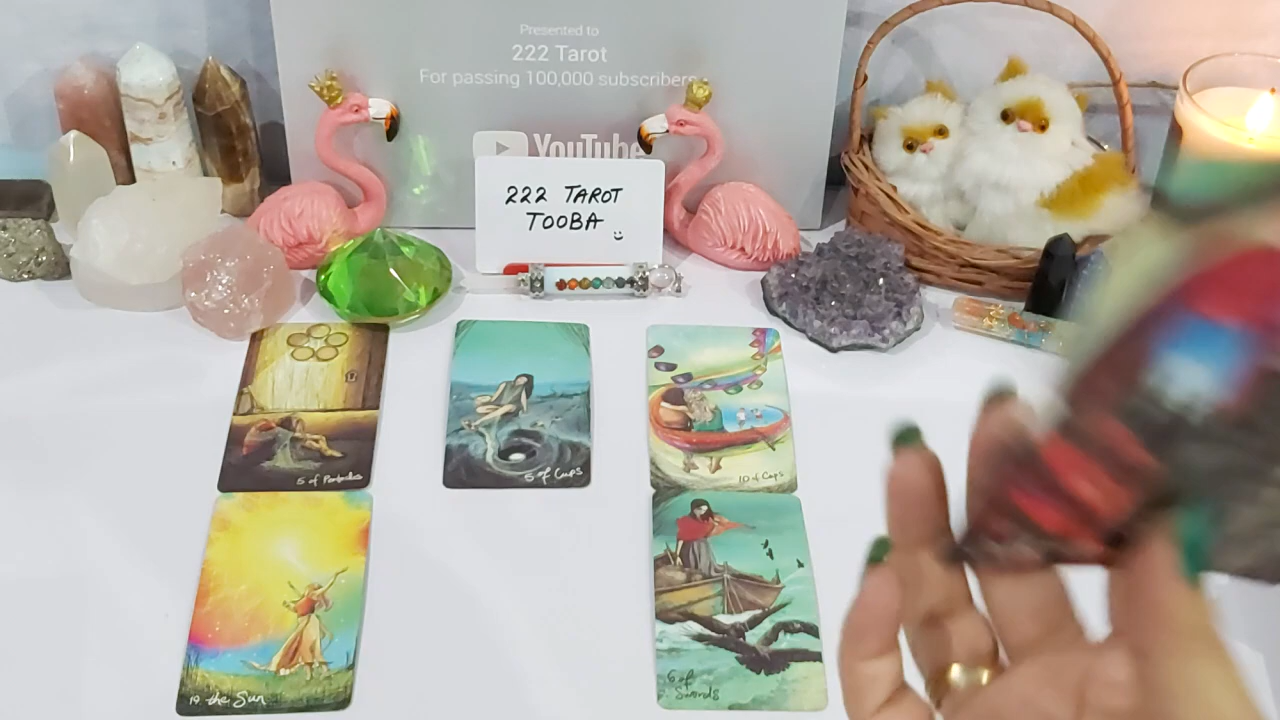 Presented to
222 Tarot
For passing 100,000 subscribers
YouTube
222 TAROT
TOOBA
5 of Pentacles
5 of Cups
10 of Cups
19 the Sun
6 of
Swords